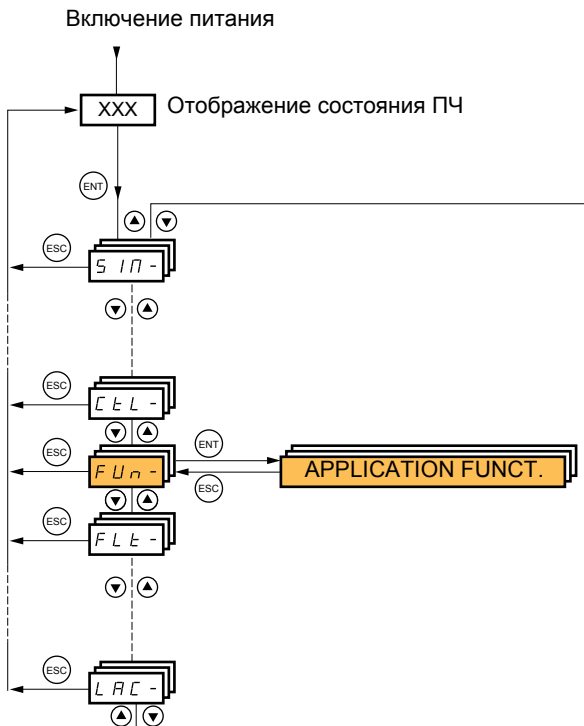 Включение питания
XXX Отображение состояния ПЧ
ENT
ESC
SIM-
ESC
CtL-
ESC
ENT
FUn-
APPLICATION FUNCT.
ESC
ESC
FLt-
ESC
LAC-